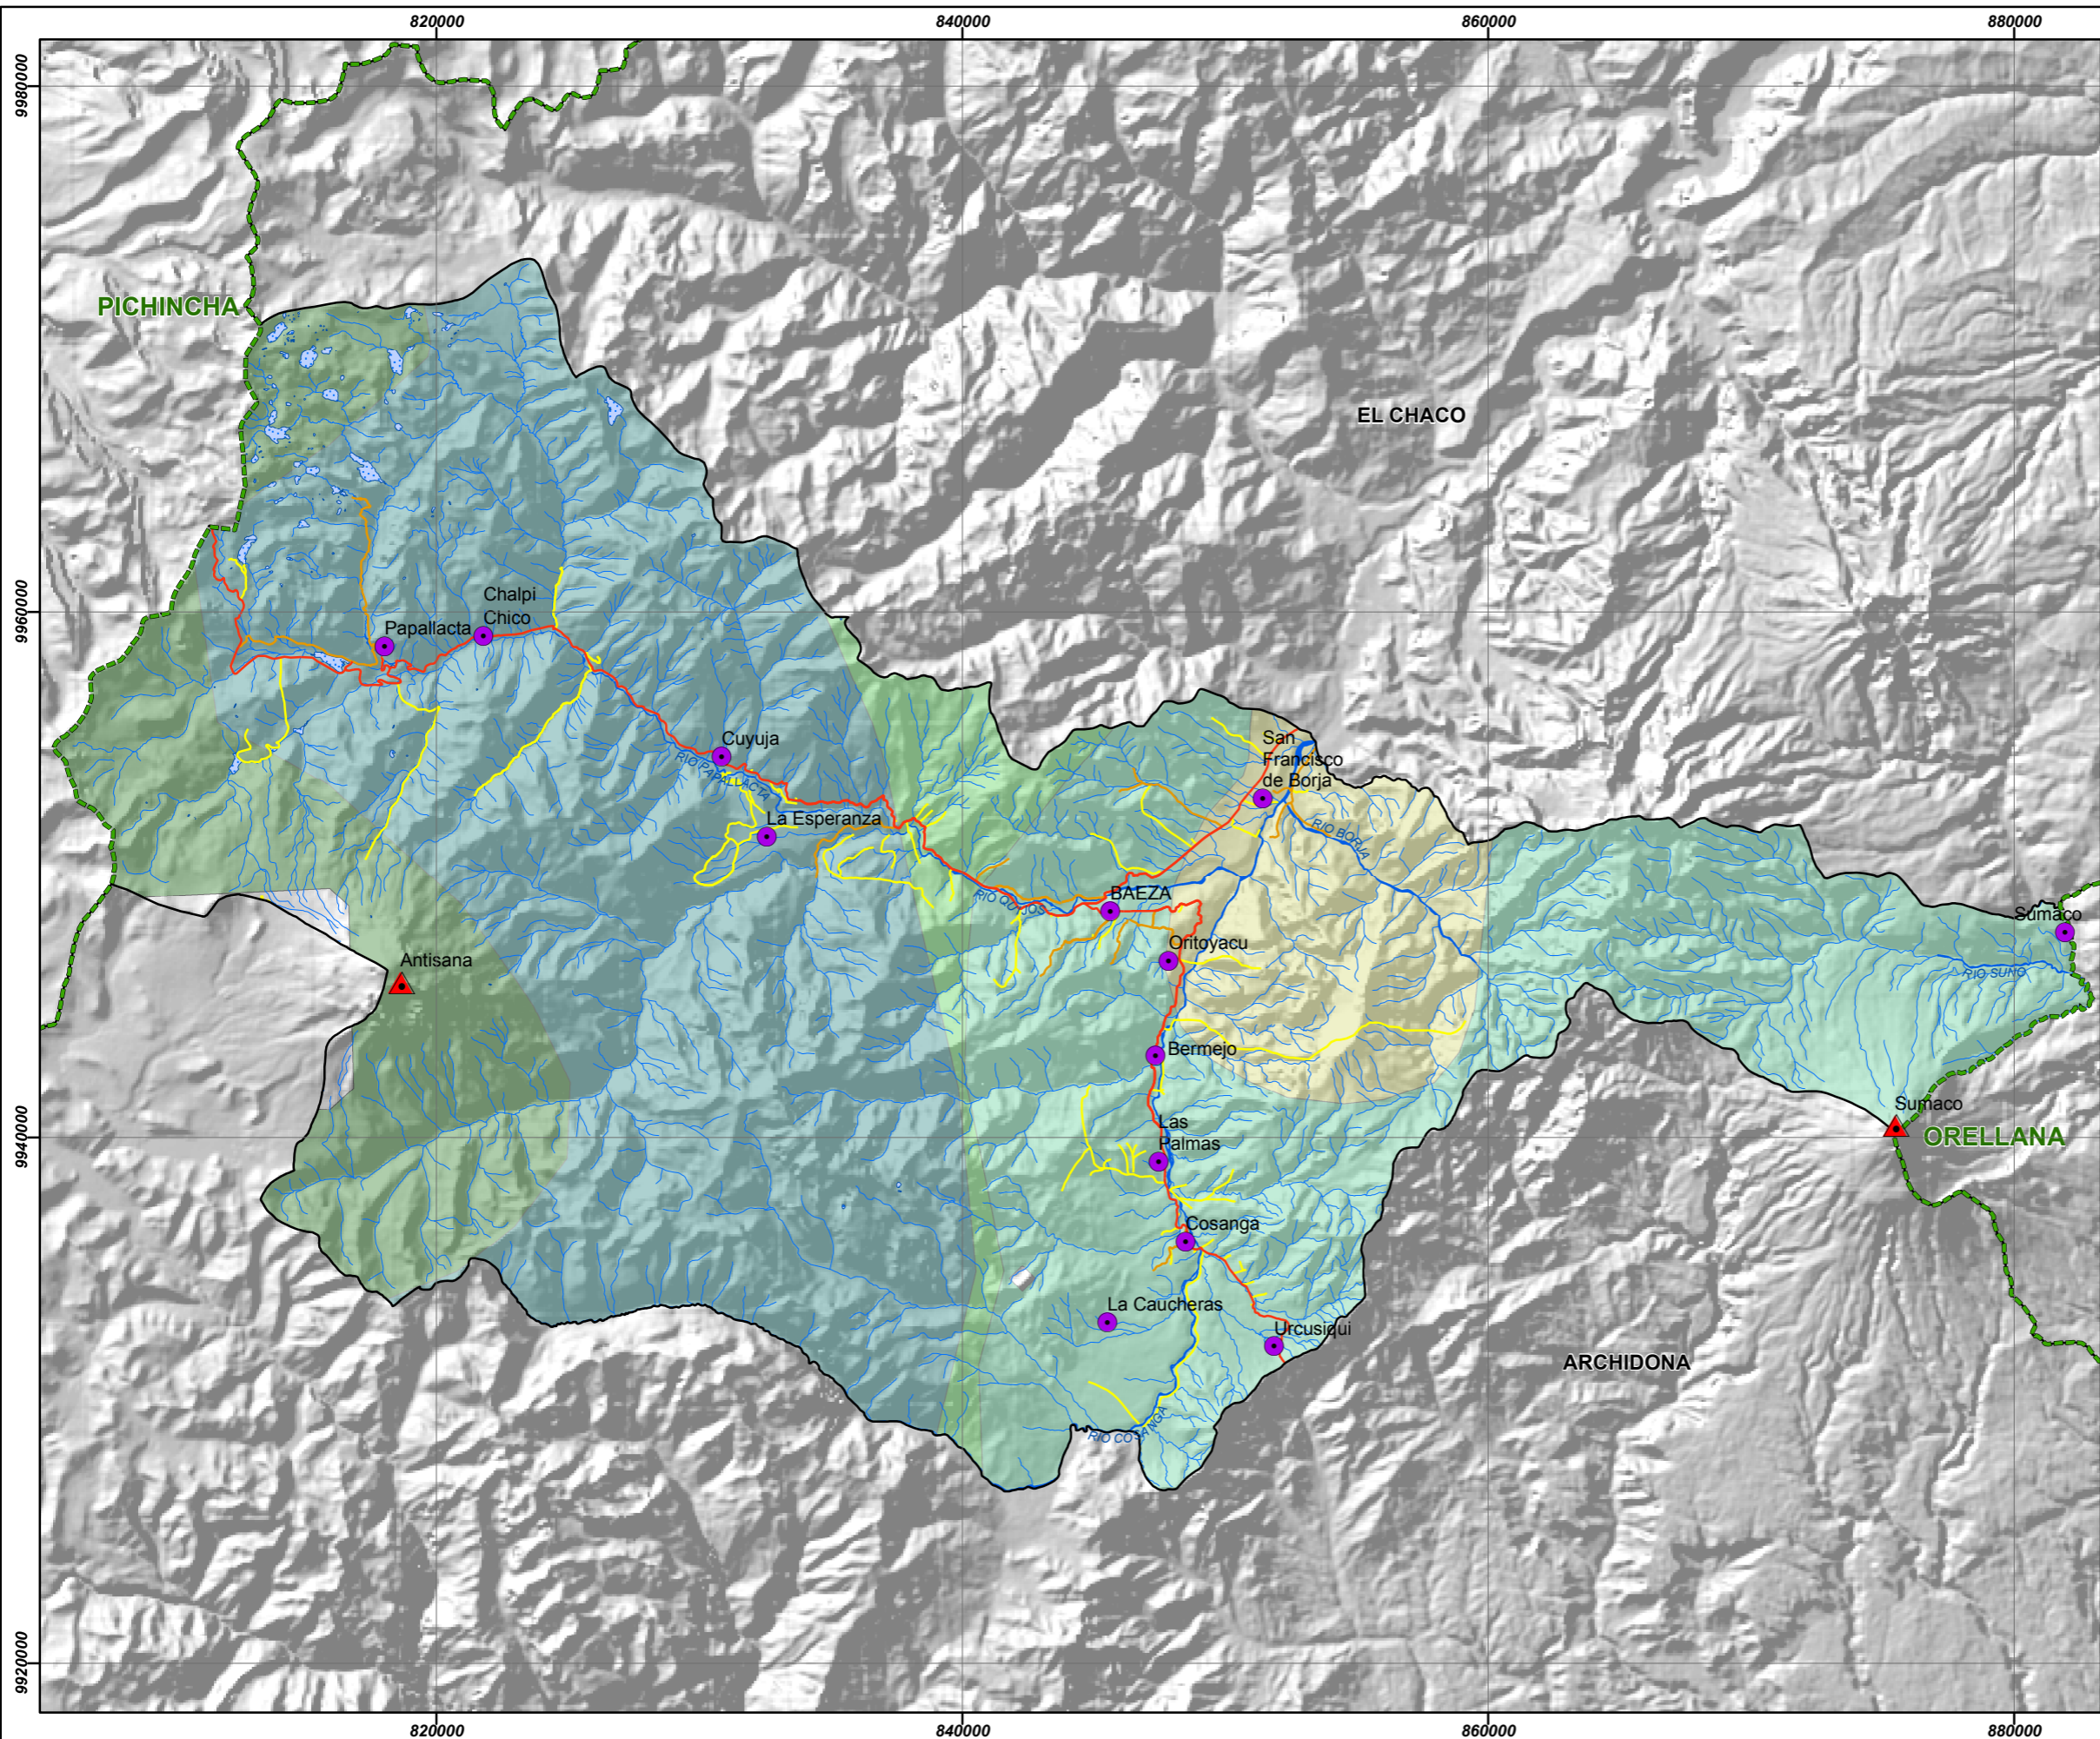 820000
840000
860000
880000
9980000
PICHINCHA
EL CHACO
9960000
Chalpi
Chico
Papallacta
Cuyuja
RIO PAPALLACTA
La Esperanza
San
Francisco
de Borja
RIO BORJA
RIO QUIJOS
BAEZA
Sumaco
Oritoyacu
Antisana
RIO SUNO
Bermejo
9940000
Las
Palmas
Sumaco
ORELLANA
Cosanga
La Caucheras
Urcusiqui
ARCHIDONA
RIO COSANGA
9920000
820000
840000
860000
880000